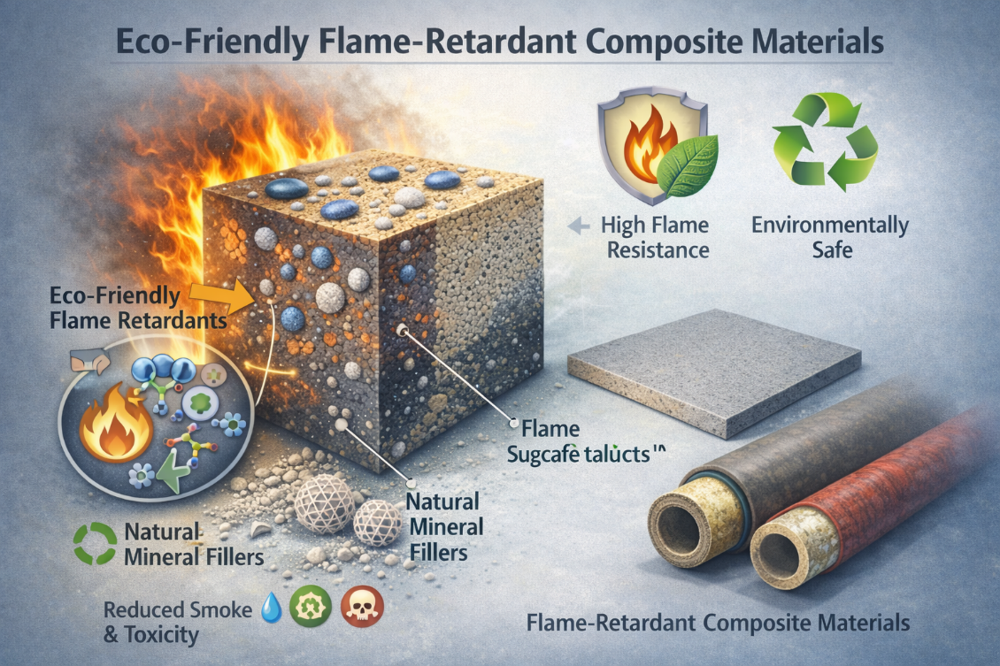 Eco-Friendly Flame-Retardant Composite Materials
High Flame
Resistance
Environmentally
Safe
Eco-Friendly
Flame Retardants
Flame
Natural
Mineral
Fillers
Natural
Mineral Fillers
Reduced Smoke
& Toxicity
Flame-Retardant Composite Materials